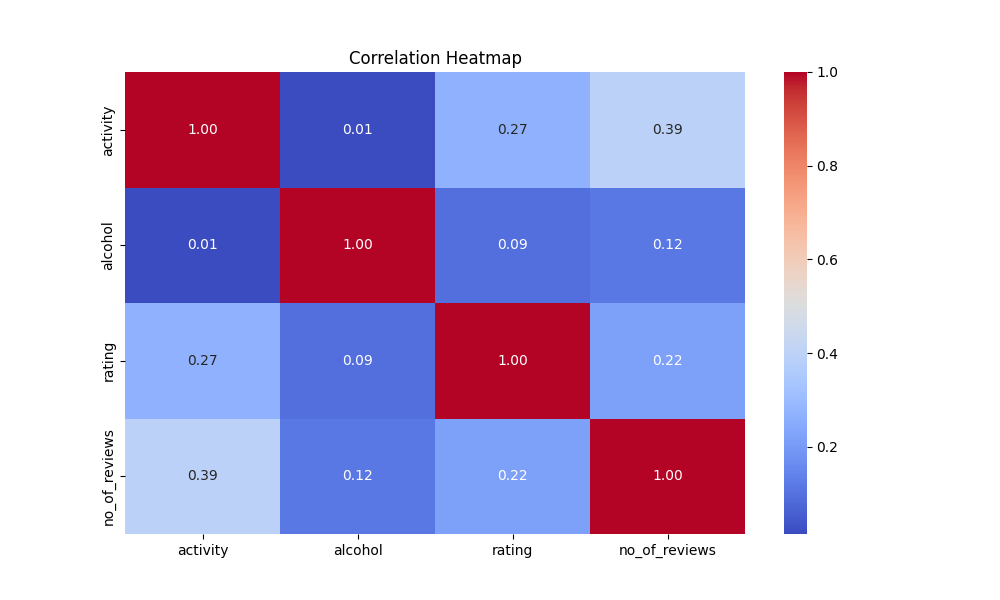 Correlation Heatmap
activity 1.00 0.01 0.27 0.39
alcohol 0.01 1.00 0.09 0.12
rating 0.27 0.09 1.00 0.22
no_of_reviews 0.39 0.12 0.22 1.00
activity alcohol rating no_of_reviews
1.0
0.8
0.6
0.4
0.2